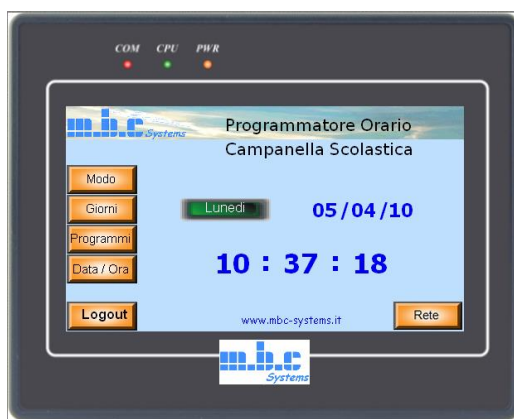 COM CPU PWR
m.b.c
Systems
Programmatore Orario
Campanella Scolastica
Modo
Giorni
Lunedi
05/04/10
Programmi
Data / Ora
10 : 37 : 18
Logout
www.mbc-systems.it
Rete
m.b.c
Systems